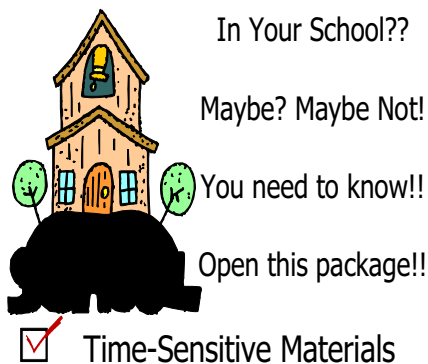 In Your School??
Maybe? Maybe Not!
You need to know!!
Open this package!!
Time-Sensitive Materials